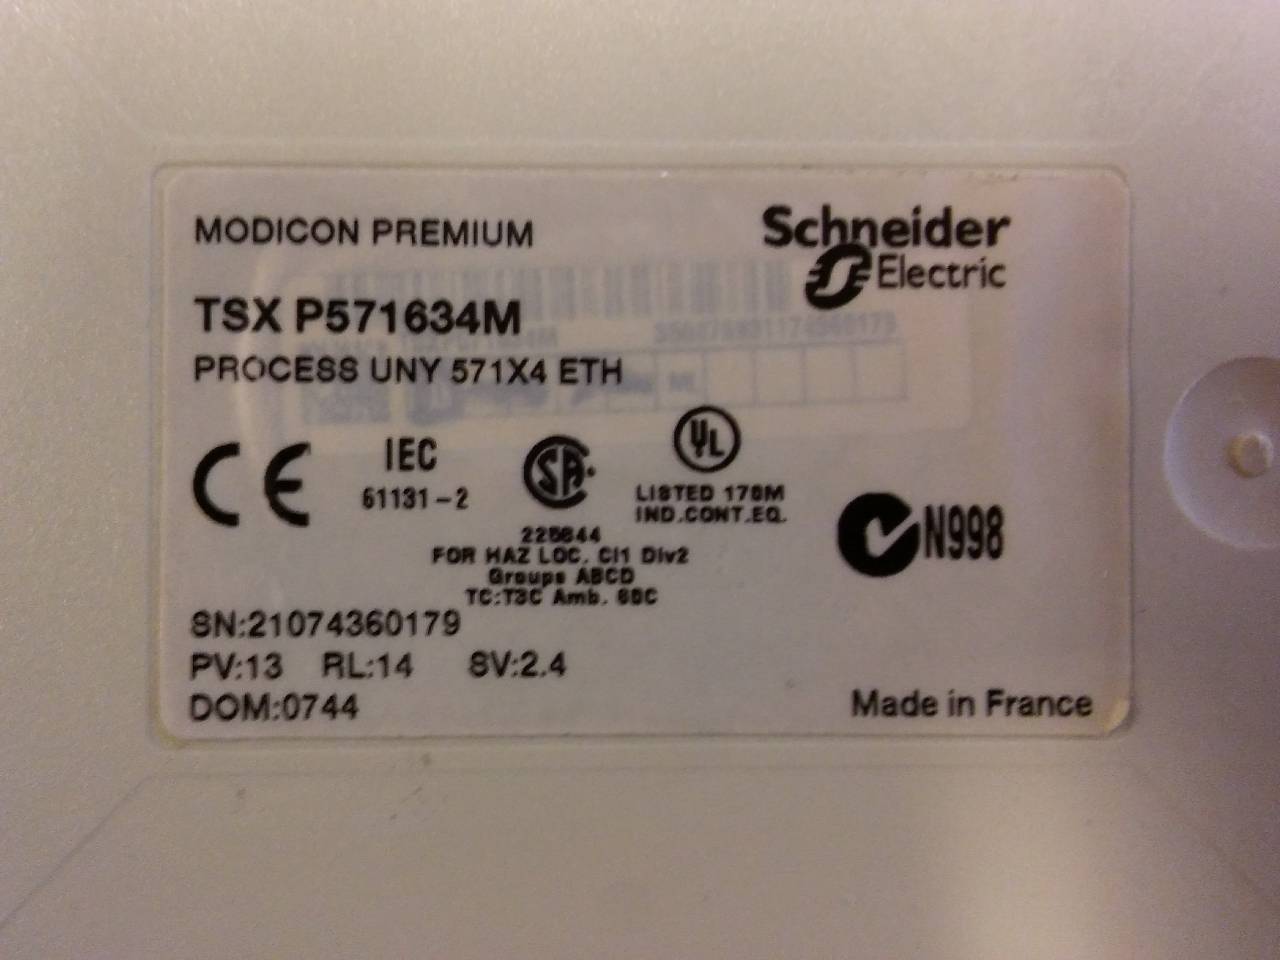 MODICON PREMIUM
Schneider
Electric
TSX P571634M
PROCESS UNY 571X4 ETH
CE
IEC
61131-2
SA
UL
LISTED 178M
IND.CONT.EQ.
N998
225844
FOR HAZ LOC. Cl1 Div2
Groups ABCD
TC:T3C Amb. 60C
SN:21074360179
PV:13 RL:14 SV:2.4
DOM:0744
Made in France